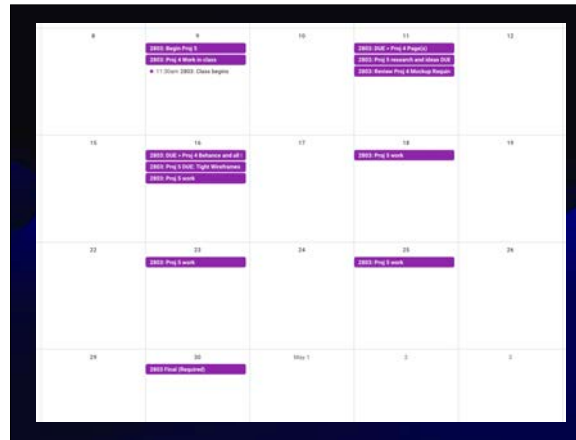 8 9 10 11 12
2803: Begin Proj 5 2803: DUE > Proj 4 Page(s)
2803: Proj 4 Work in class 2803: Proj 5 research and ideas DUE
11:30am 2803: Class begins 2803: Review Proj 4 Mockup Requin
15 16 17 18 19
2803: DUE > Proj 4 Behance and all 2803: Proj 5 work
2803: Proj 5 DUE: Tight Wireframes
2803: Proj 5 work
22 23 24 25 26
2803: Proj 5 work 2803: Proj 5 work
29 30 May 1 2 3
2803 Final (Required)